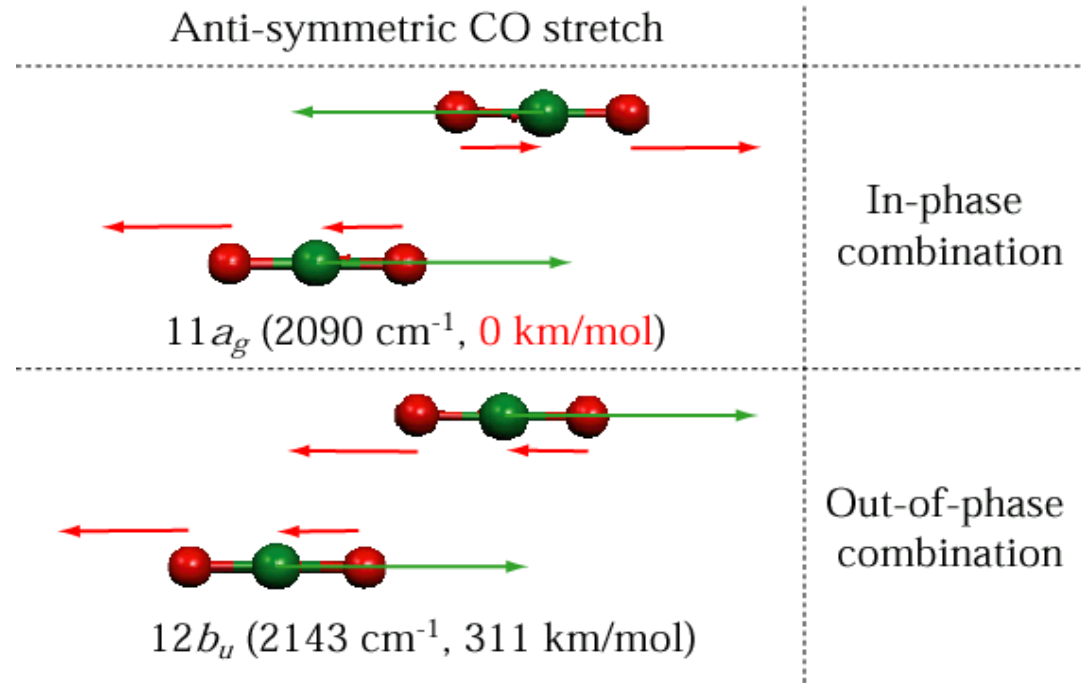 Anti-symmetric CO stretch
In-phase
combination
11a_g (2090 cm⁻¹, 0 km/mol)
Out-of-phase
combination
12b_u (2143 cm⁻¹, 311 km/mol)